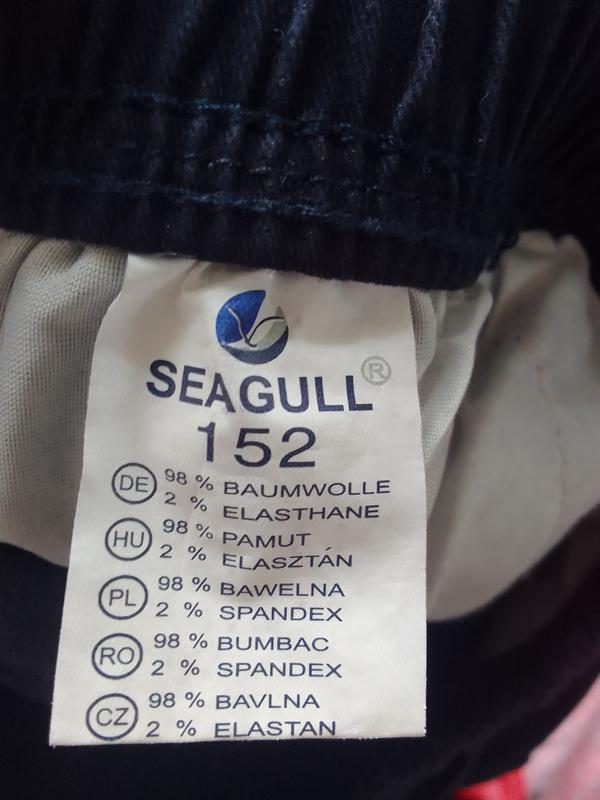 SEAGULL ®
152
DE 98 % BAUMWOLLE
2 % ELASTHANE
HU 98 % PAMUT
2 % ELASZTÁN
PL 98 % BAWELNA
2 % SPANDEX
RO 98 % BUMBAC
2 % SPANDEX
CZ 98 % BAVLNA
2 % ELASTAN